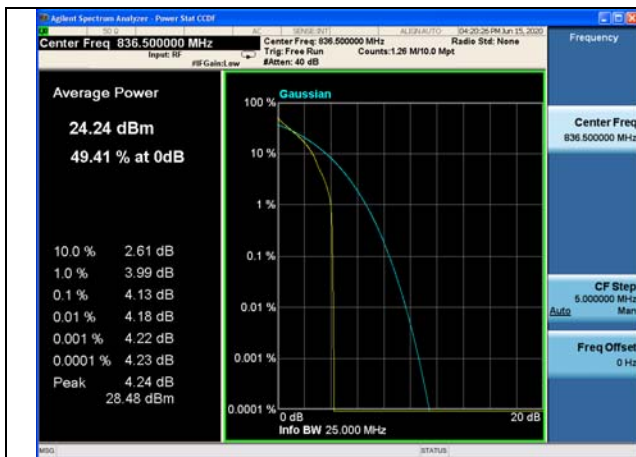 Agilent Spectrum Analyzer - Power Stat CCDF
50 Ω AC SENSE:INT ALIGN AUTO 04:20:26 PM Jun 15, 2020
Center Freq 836.500000 MHz
Center Freq: 836.500000 MHz
Radio Std: None
Input: RF
Trig: Free Run
Counts:1.26 M/10.0 Mpt
#IFGain:Low
#Atten: 40 dB
Frequency
Average Power
24.24 dBm
49.41 % at 0dB
10.0 % 2.61 dB
1.0 % 3.99 dB
0.1 % 4.13 dB
0.01 % 4.18 dB
0.001 % 4.22 dB
0.0001 % 4.23 dB
Peak 4.24 dB
28.48 dBm
Gaussian
100 %
10 %
1 %
0.1 %
0.01 %
0.001 %
0.0001 %
0 dB 20 dB
Info BW 25.000 MHz
Center Freq
836.500000 MHz
CF Step
5.000000 MHz
Auto Man
Freq Offset
0 Hz
MSG STATUS